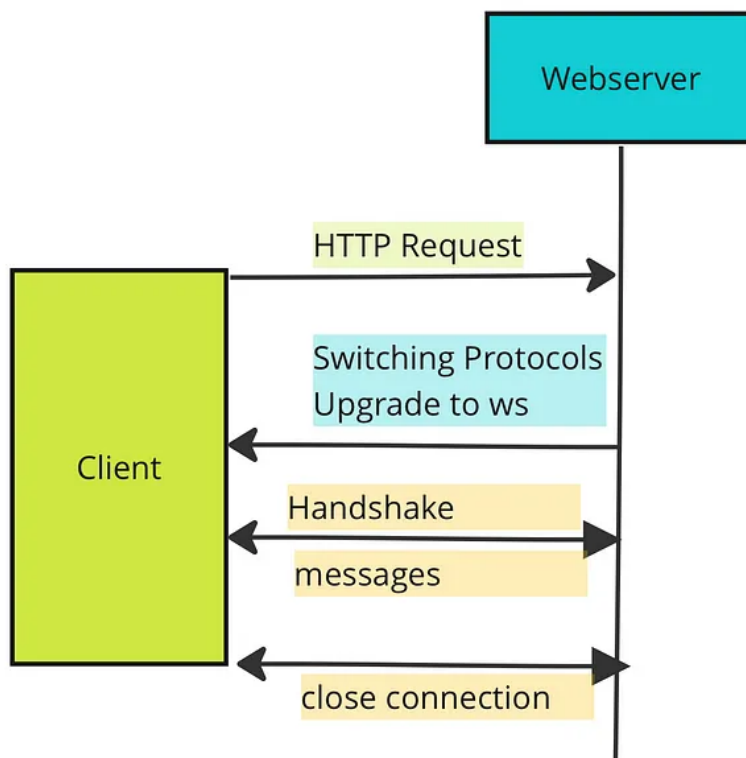 Webserver
HTTP Request
Switching Protocols
Upgrade to ws
Client
Handshake
messages
close connection